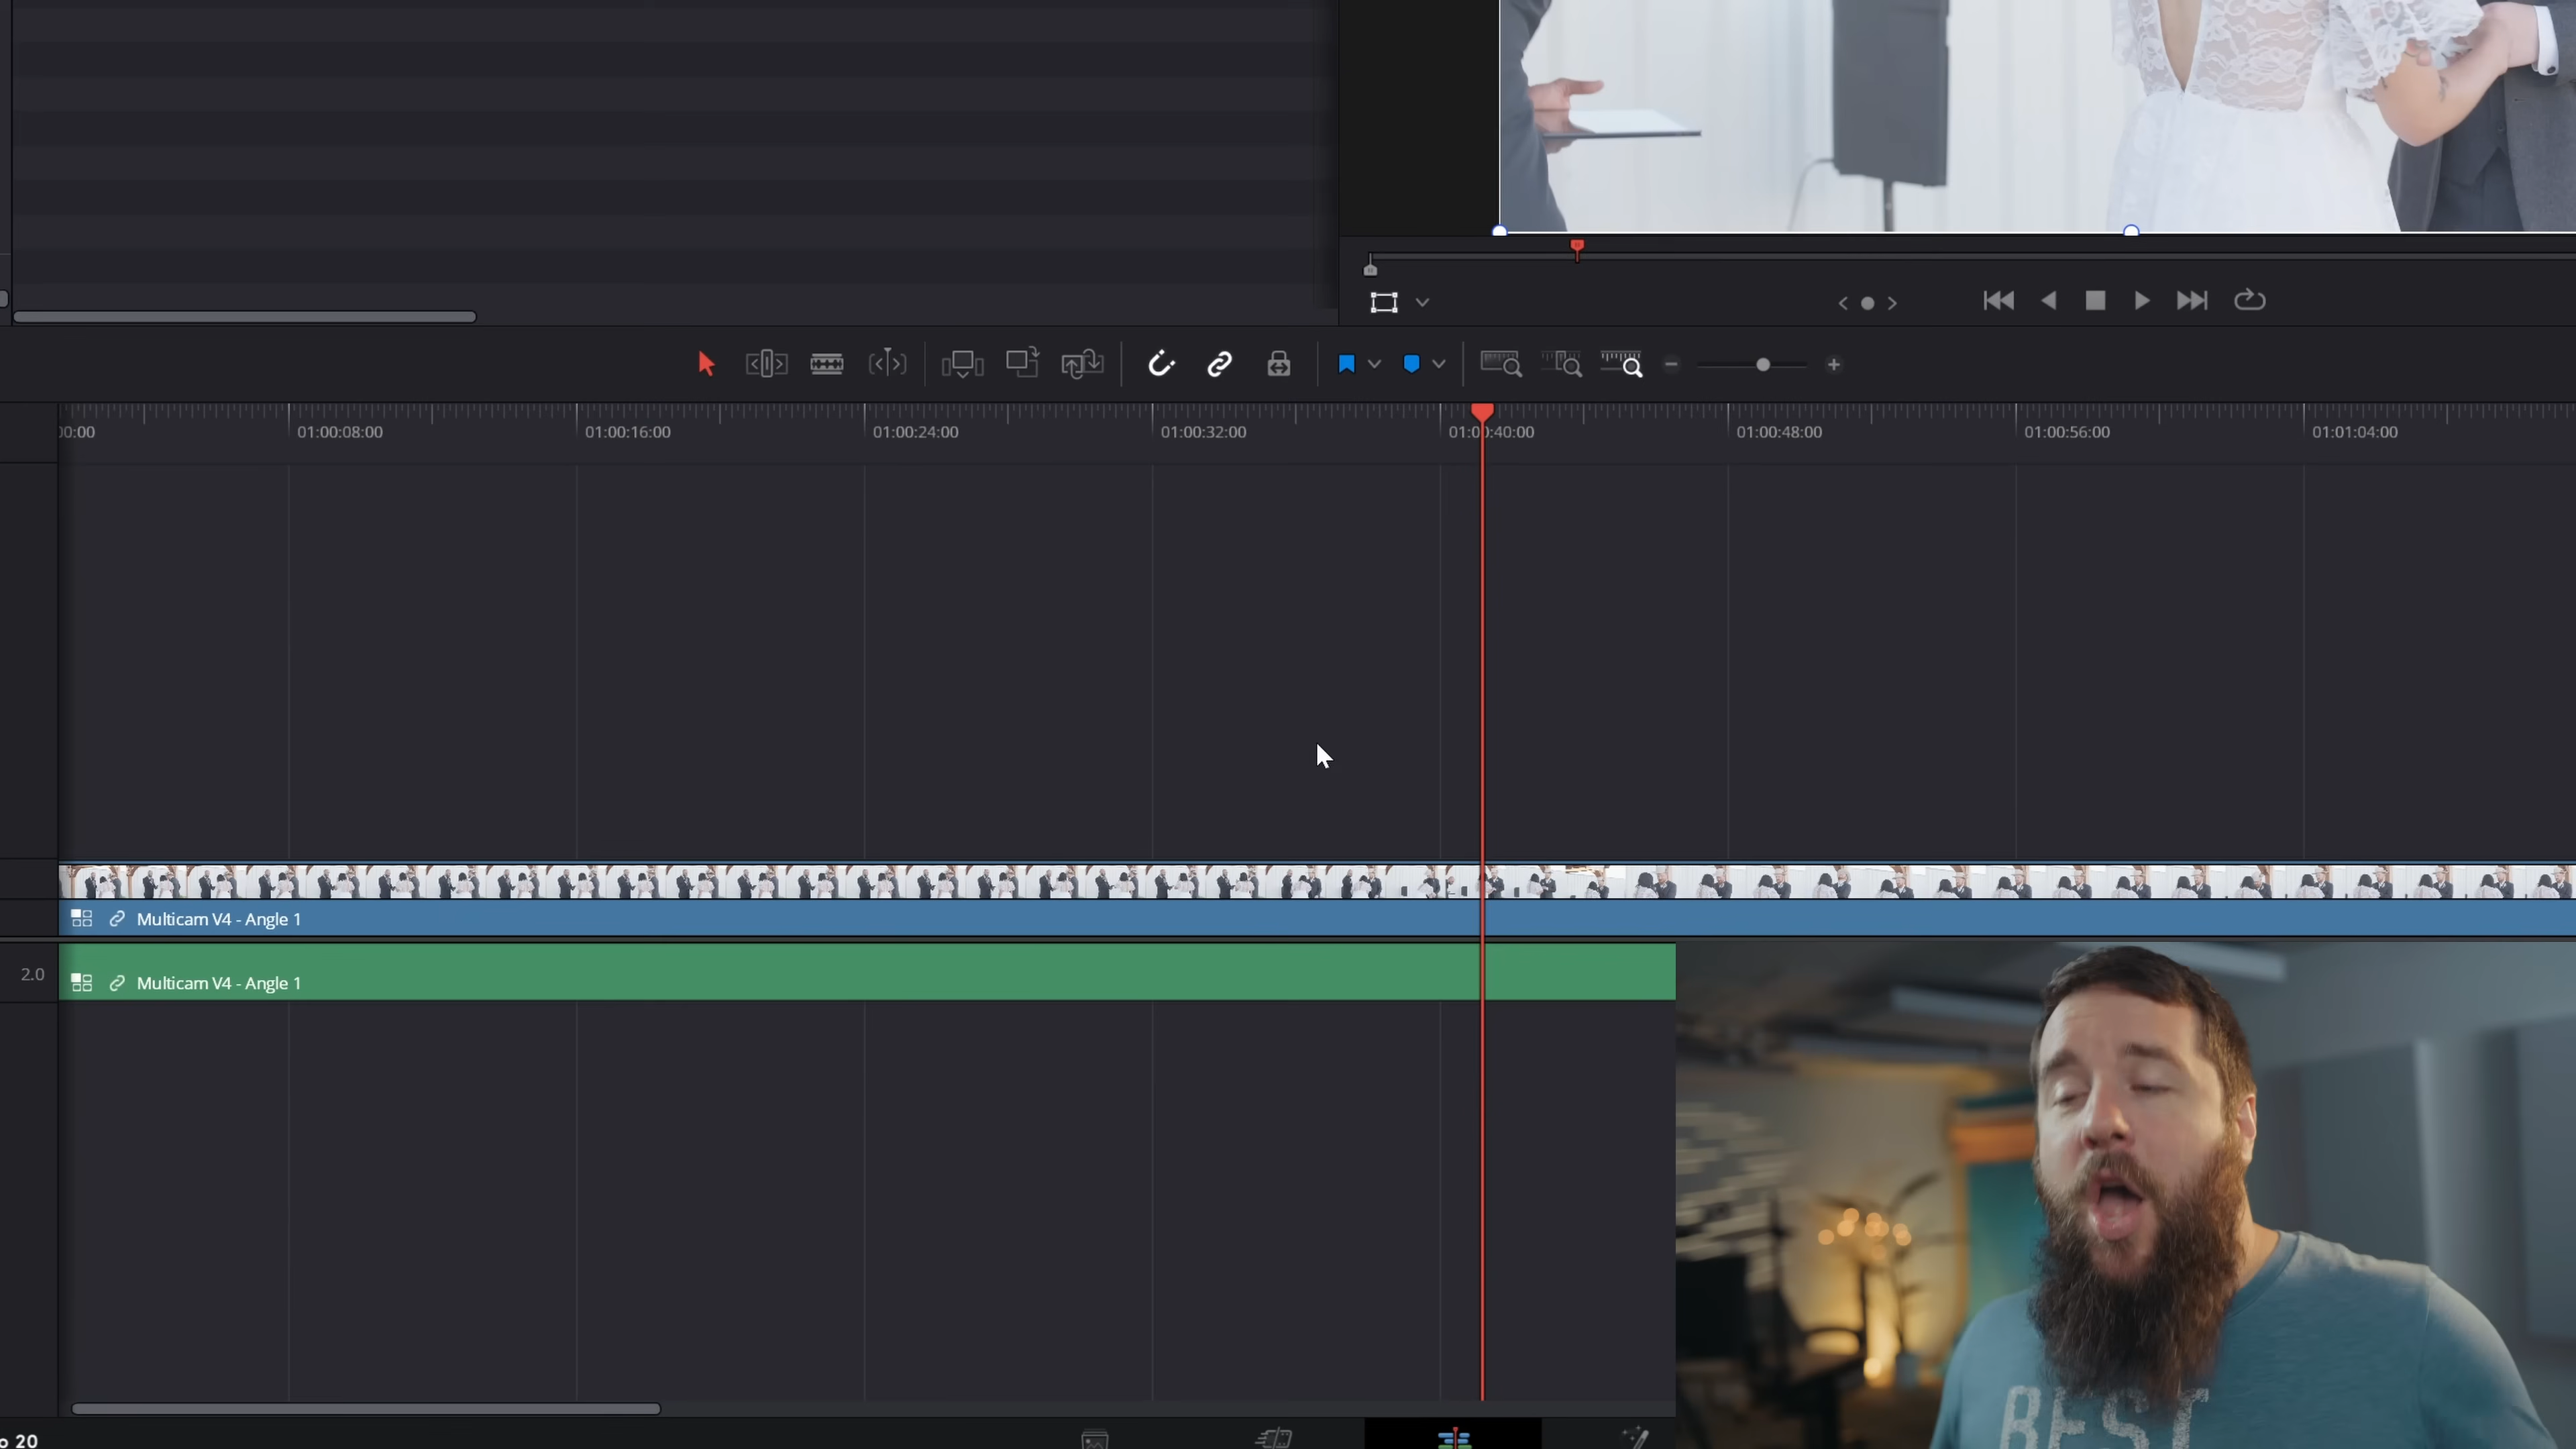 00:00 01:00:08:00 01:00:16:00 01:00:24:00 01:00:32:00 01:00:40:00 01:00:48:00 01:00:56:00 01:01:04:00
Multicam V4 - Angle 1
2.0
Multicam V4 - Angle 1
BEST
o 20